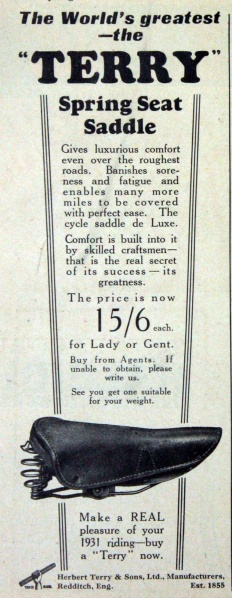 The World's greatest
—the
"TERRY"
Spring Seat
Saddle
Gives luxurious comfort
even over the roughest
roads. Banishes sore-
ness and fatigue and
enables many more
miles to be covered
with perfect ease. The
cycle saddle de Luxe.
Comfort is built into it
by skilled craftsmen—
that is the real secret
of its success—its
greatness.
The price is now
15/6 each.
for Lady or Gent.
Buy from Agents. If
unable to obtain, please
write us.
See you get one suitable
for your weight.
Make a REAL
pleasure of your
1931 riding—buy
a "Terry" now.
Herbert Terry & Sons, Ltd., Manufacturers,
Redditch, Eng. Est. 1855
TRADE MARK